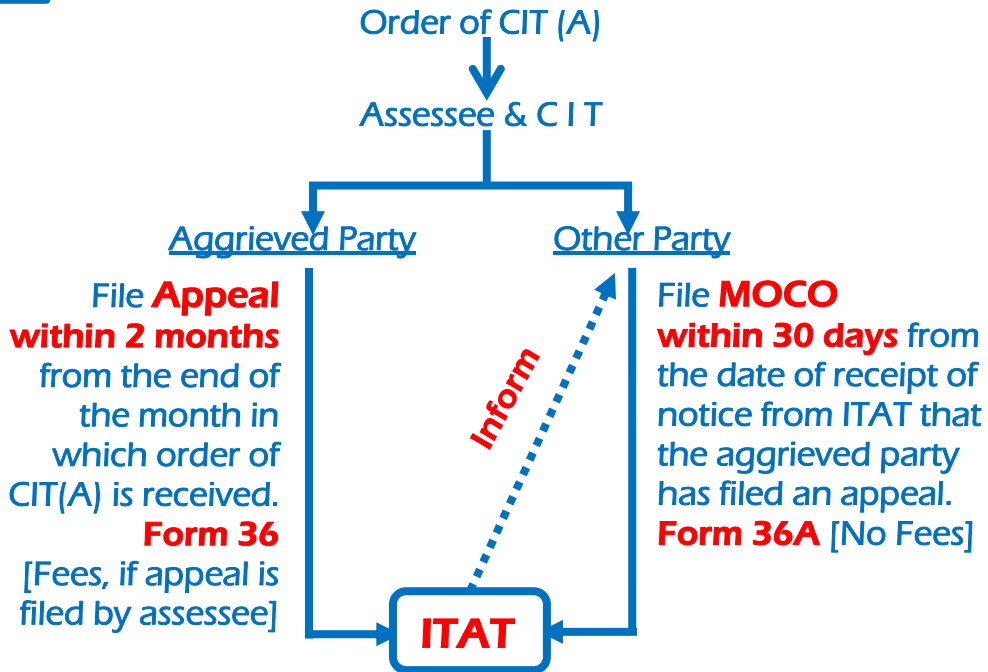 Order of CIT (A)
Assessee & C I T
Aggrieved Party
File Appeal
within 2 months
from the end of
the month in
which order of
CIT(A) is received.
Form 36
[Fees, if appeal is
filed by assessee]
Inform
Other Party
File MOCO
within 30 days from
the date of receipt of
notice from ITAT that
the aggrieved party
has filed an appeal.
Form 36A [No Fees]
ITAT